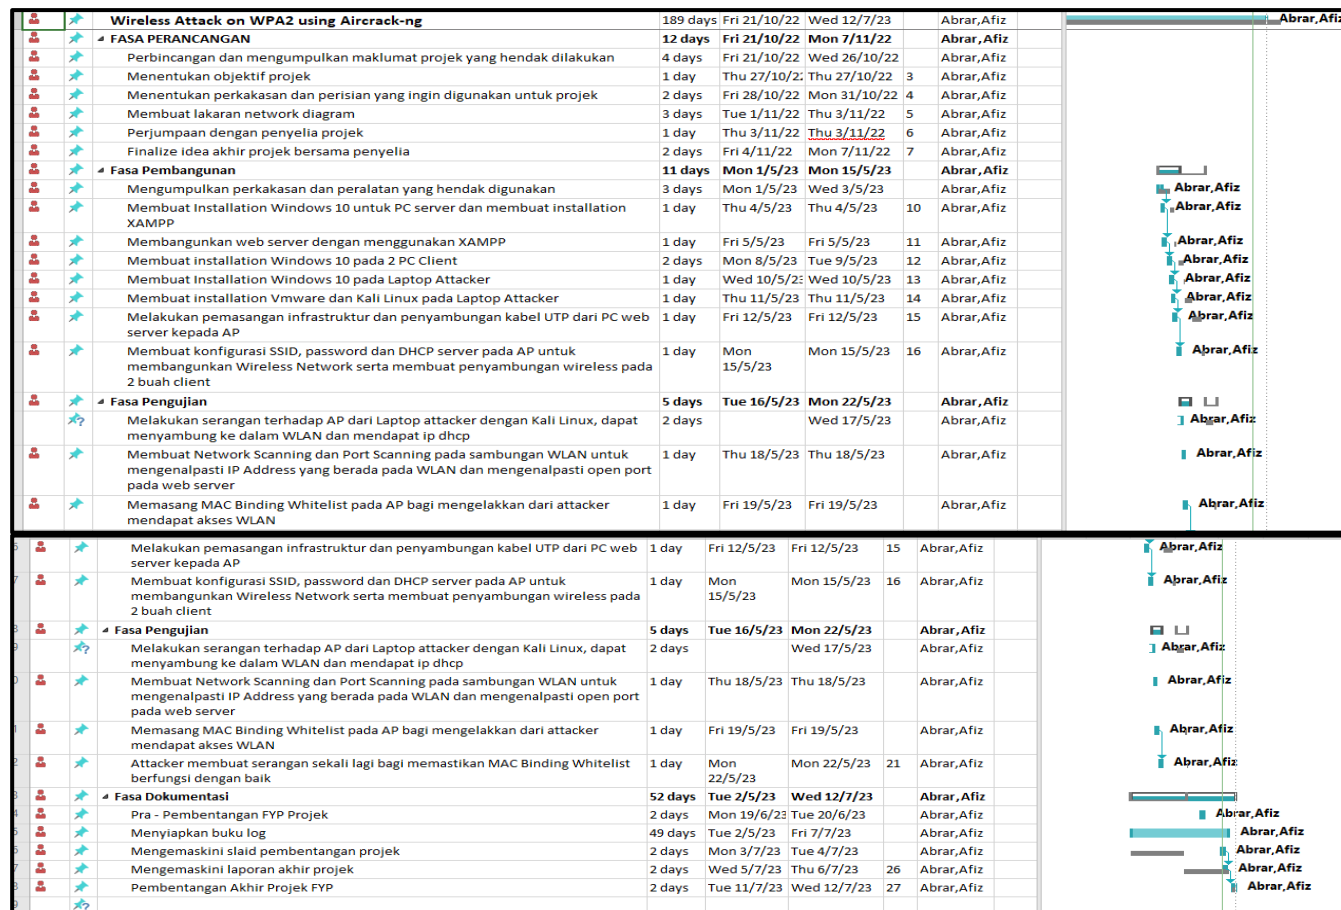 Wireless Attack on WPA2 using Aircrack-ng 189 days Fri 21/10/22 Wed 12/7/23 Abrar,Afiz Abrar,Afiz
FASA PERANCANGAN 12 days Fri 21/10/22 Mon 7/11/22 Abrar,Afiz
Perbincangan dan mengumpulkan maklumat projek yang hendak dilakukan 4 days Fri 21/10/22 Wed 26/10/22 Abrar,Afiz
Menentukan objektif projek 1 day Thu 27/10/22 Thu 27/10/22 3 Abrar,Afiz
Menentukan perkakasan dan perisian yang ingin digunakan untuk projek 2 days Fri 28/10/22 Mon 31/10/22 4 Abrar,Afiz
Membuat lakaran network diagram 3 days Tue 1/11/22 Thu 3/11/22 5 Abrar,Afiz
Perjumpaan dengan penyelia projek 1 day Thu 3/11/22 Thu 3/11/22 6 Abrar,Afiz
Finalize idea akhir projek bersama penyelia 2 days Fri 4/11/22 Mon 7/11/22 7 Abrar,Afiz
Fasa Pembangunan 11 days Mon 1/5/23 Mon 15/5/23 Abrar,Afiz
Mengumpulkan perkakasan dan peralatan yang hendak digunakan 3 days Mon 1/5/23 Wed 3/5/23 Abrar,Afiz Abrar,Afiz
Membuat Installation Windows 10 untuk PC server dan membuat installation 1 day Thu 4/5/23 Thu 4/5/23 10 Abrar,Afiz Abrar,Afiz
XAMPP
Membangunkan web server dengan menggunakan XAMPP 1 day Fri 5/5/23 Fri 5/5/23 11 Abrar,Afiz Abrar,Afiz
Membuat installation Windows 10 pada 2 PC Client 2 days Mon 8/5/23 Tue 9/5/23 12 Abrar,Afiz Abrar,Afiz
Membuat installation Windows 10 pada Laptop Attacker 1 day Wed 10/5/23 Wed 10/5/23 13 Abrar,Afiz Abrar,Afiz
Membuat installation Vmware dan Kali Linux pada Laptop Attacker 1 day Thu 11/5/23 Thu 11/5/23 14 Abrar,Afiz Abrar,Afiz
Melakukan pemasangan infrastruktur dan penyambungan kabel UTP dari PC web 1 day Fri 12/5/23 Fri 12/5/23 15 Abrar,Afiz Abrar,Afiz
server kepada AP
Membuat konfigurasi SSID, password dan DHCP server pada AP untuk 1 day Mon Mon 15/5/23 16 Abrar,Afiz Abrar,Afiz
membangunkan Wireless Network serta membuat penyambungan wireless pada 15/5/23
2 buah client
Fasa Pengujian 5 days Tue 16/5/23 Mon 22/5/23 Abrar,Afiz
Melakukan serangan terhadap AP dari Laptop attacker dengan Kali Linux, dapat 2 days Wed 17/5/23 Abrar,Afiz Abrar,Afiz
menyambung ke dalam WLAN dan mendapat ip dhcp
Membuat Network Scanning dan Port Scanning pada sambungan WLAN untuk 1 day Thu 18/5/23 Thu 18/5/23 Abrar,Afiz Abrar,Afiz
mengenalpasti IP Address yang berada pada WLAN dan mengenalpasti open port
pada web server
Memasang MAC Binding Whitelist pada AP bagi mengelakkan dari attacker 1 day Fri 19/5/23 Fri 19/5/23 Abrar,Afiz Abrar,Afiz
mendapat akses WLAN
Melakukan pemasangan infrastruktur dan penyambungan kabel UTP dari PC web 1 day Fri 12/5/23 Fri 12/5/23 15 Abrar,Afiz Abrar,Afiz
server kepada AP
Membuat konfigurasi SSID, password dan DHCP server pada AP untuk 1 day Mon Mon 15/5/23 16 Abrar,Afiz Abrar,Afiz
membangunkan Wireless Network serta membuat penyambungan wireless pada 15/5/23
2 buah client
Fasa Pengujian 5 days Tue 16/5/23 Mon 22/5/23 Abrar,Afiz
Melakukan serangan terhadap AP dari Laptop attacker dengan Kali Linux, dapat 2 days Wed 17/5/23 Abrar,Afiz Abrar,Afiz
menyambung ke dalam WLAN dan mendapat ip dhcp
Membuat Network Scanning dan Port Scanning pada sambungan WLAN untuk 1 day Thu 18/5/23 Thu 18/5/23 Abrar,Afiz Abrar,Afiz
mengenalpasti IP Address yang berada pada WLAN dan mengenalpasti open port
pada web server
Memasang MAC Binding Whitelist pada AP bagi mengelakkan dari attacker 1 day Fri 19/5/23 Fri 19/5/23 Abrar,Afiz Abrar,Afiz
mendapat akses WLAN
Attacker membuat serangan sekali lagi bagi memastikan MAC Binding Whitelist 1 day Mon Mon 22/5/23 21 Abrar,Afiz Abrar,Afiz
berfungsi dengan baik 22/5/23
Fasa Dokumentasi 52 days Tue 2/5/23 Wed 12/7/23 Abrar,Afiz
Pra - Pembentangan FYP Projek 2 days Mon 19/6/23 Tue 20/6/23 Abrar,Afiz Abrar,Afiz
Menyiapkan buku log 49 days Tue 2/5/23 Fri 7/7/23 Abrar,Afiz Abrar,Afiz
Mengemaskini slaid pembentangan projek 2 days Mon 3/7/23 Tue 4/7/23 Abrar,Afiz Abrar,Afiz
Mengemaskini laporan akhir projek 2 days Wed 5/7/23 Thu 6/7/23 26 Abrar,Afiz Abrar,Afiz
Pembentangan Akhir Projek FYP 2 days Tue 11/7/23 Wed 12/7/23 27 Abrar,Afiz Abrar,Afiz